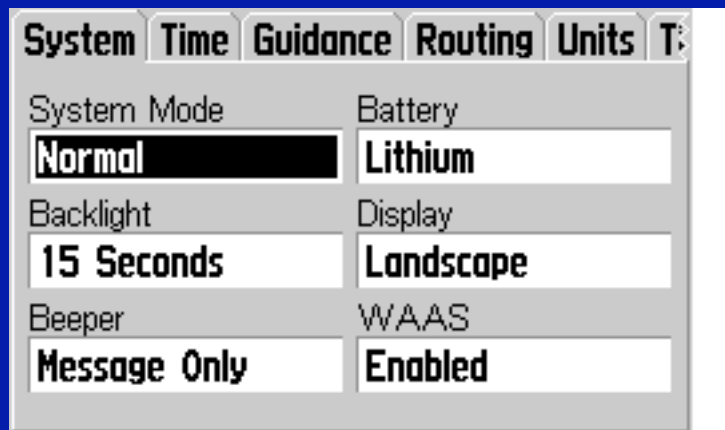 System Time Guidance Routing Units
System Mode Battery
Normal Lithium
Backlight Display
15 Seconds Landscape
Beeper WAAS
Message Only Enabled